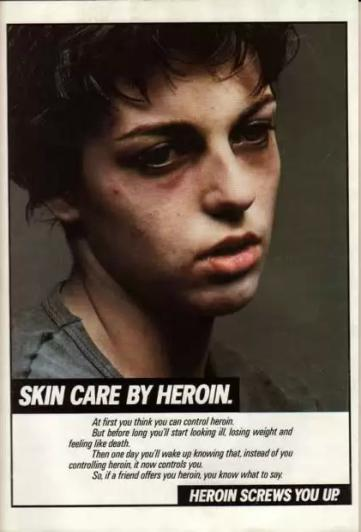 SKIN CARE BY HEROIN.
At first you think you can control heroin.
But before long you'll start looking ill, losing weight and
feeling like death.
Then one day you'll wake up knowing that, instead of you
controlling heroin, it now controls you.
So, if a friend offers you heroin, you know what to say.
HEROIN SCREWS YOU UP.